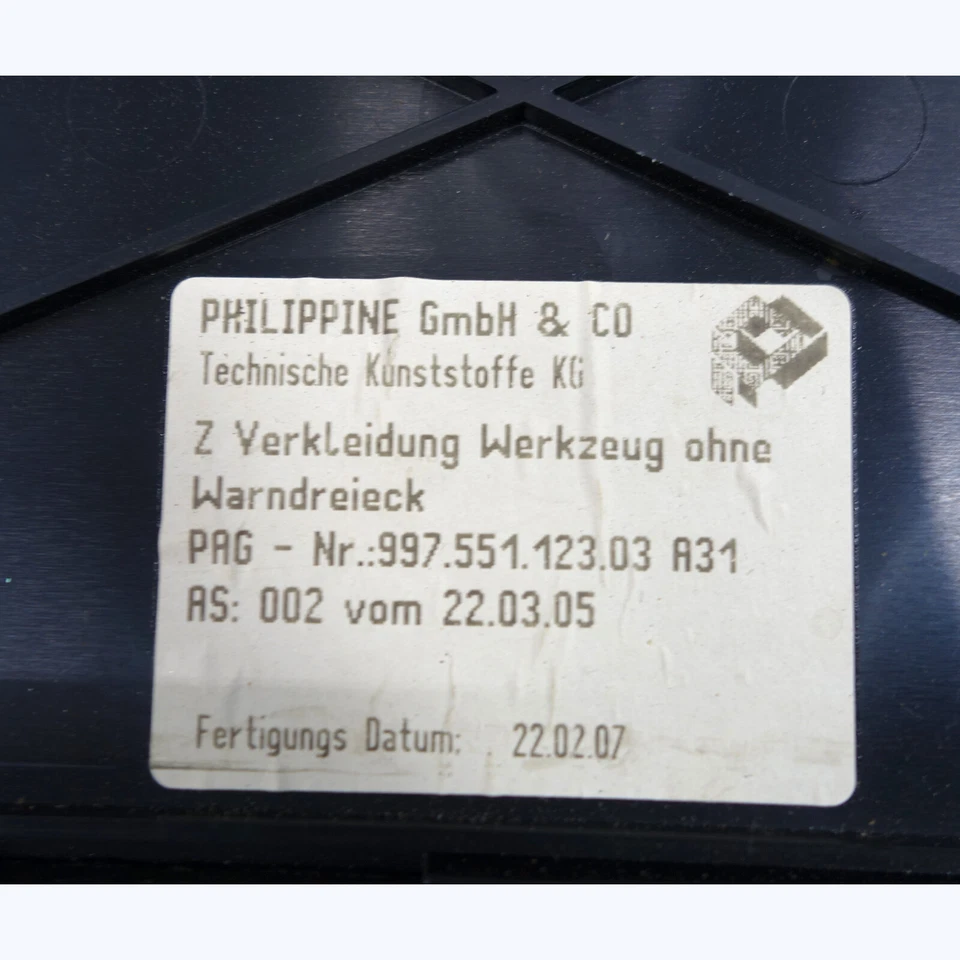 PHILIPPINE GmbH & CO
Technische Kunststoffe KG
Z Verkleidung Werkzeug ohne
Warndreieck
PAG - Nr.:997.551.123.03 A31
AS: 002 vom 22.03.05
Fertigungs Datum: 22.02.07